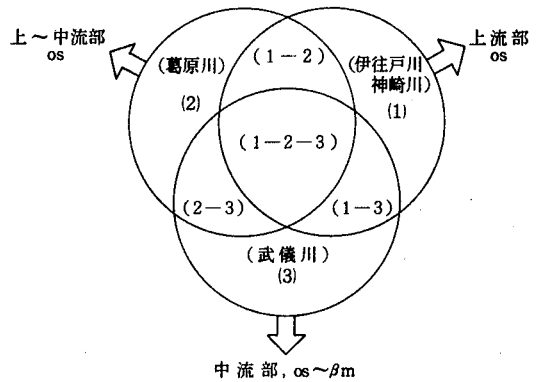 上～中流部
os
上流部
os
(葛原川)
(2)
(1－2)
(伊往戸川
神崎川)
(1)
(1－2－3)
(2－3)
(1－3)
(武儀川)
(3)
中流部, os～βm